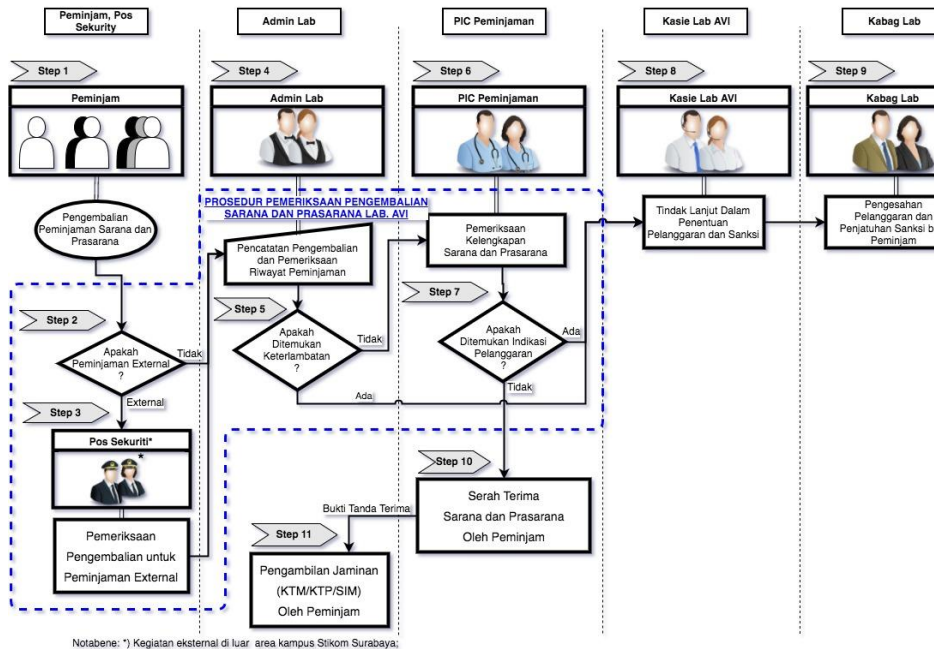 Peminjam, Pos
Sekurity
Admin Lab
PIC Peminjaman
Kasie Lab AVI
Kabag Lab
Step 1
Step 4
Step 6
Step 8
Step 9
Peminjam
Admin Lab
PIC Peminjaman
Kasie Lab AVI
Kabag Lab
PROSEDUR PEMERIKSAAN PENGEMBALIAN
SARANA DAN PRASARANA LAB. AVI
Pengembalian
Peminjaman Sarana dan
Prasarana
Pencatatan Pengembalian
dan Pemeriksaan
Riwayat Peminjaman
Pemeriksaan
Kelengkapan
Sarana dan Prasarana
Tindak Lanjut Dalam
Penentuan
Pelanggaran dan Sanksi
Pengesahan
Pelanggaran dan
Penjatuhan Sanksi b
Peminjam
Step 2
Apakah
Peminjaman External
?
Tidak
External
Step 5
Apakah
Ditemukan
Keterlambatan
?
Tidak
Ada
Step 7
Apakah
Ditemukan Indikasi
Pelanggaran
?
Ada
Tidak
Step 3
Pos Sekuriti*
*
Pemeriksaan
Pengembalian untuk
Peminjaman External
Step 10
Serah Terima
Sarana dan Prasarana
Oleh Peminjam
Bukti Tanda Terima
Step 11
Pengambilan Jaminan
(KTM/KTP/SIM)
Oleh Peminjam
Notabene: *) Kegiatan eksternal di luar area kampus Stikom Surabaya;